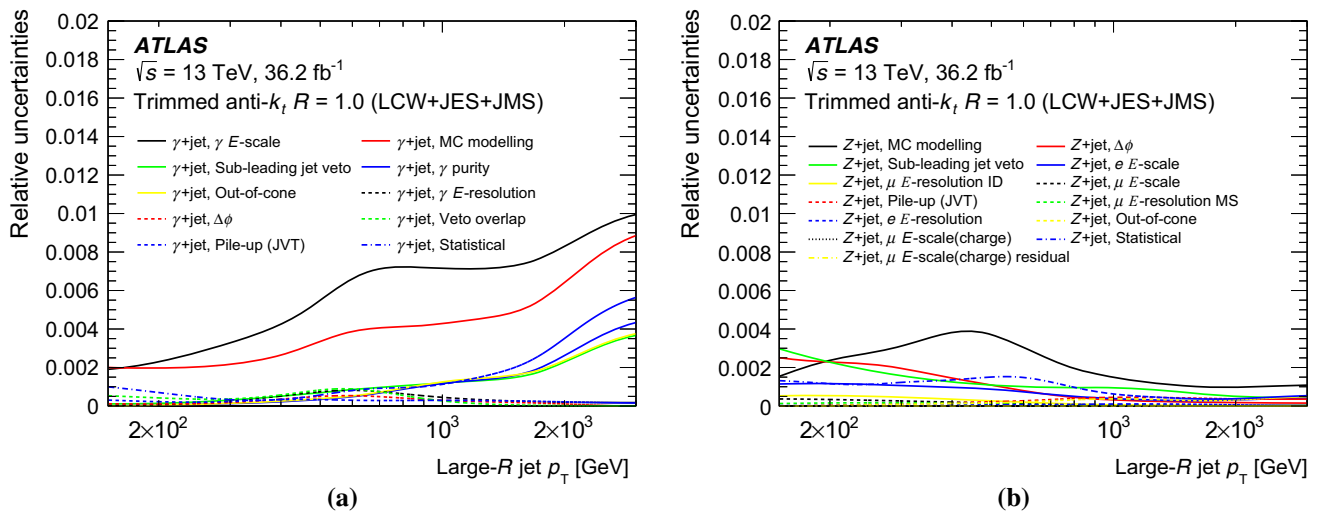 Relative uncertainties
0.02
0.018
0.016
0.014
0.012
0.01
0.008
0.006
0.004
0.002
0
ATLAS
√s = 13 TeV, 36.2 fb⁻¹
Trimmed anti-kₜ R = 1.0 (LCW+JES+JMS)
γ+jet, γ E-scale
γ+jet, MC modelling
γ+jet, Sub-leading jet veto
γ+jet, γ purity
γ+jet, Out-of-cone
γ+jet, γ E-resolution
γ+jet, Δϕ
γ+jet, Veto overlap
γ+jet, Pile-up (JVT)
γ+jet, Statistical
2×10²
10³
2×10³
Large-R jet p_T [GeV]
(a)
Relative uncertainties
0.02
0.018
0.016
0.014
0.012
0.01
0.008
0.006
0.004
0.002
0
ATLAS
√s = 13 TeV, 36.2 fb⁻¹
Trimmed anti-kₜ R = 1.0 (LCW+JES+JMS)
Z+jet, MC modelling
Z+jet, Δϕ
Z+jet, Sub-leading jet veto
Z+jet, e E-scale
Z+jet, μ E-resolution ID
Z+jet, μ E-scale
Z+jet, Pile-up (JVT)
Z+jet, μ E-resolution MS
Z+jet, e E-resolution
Z+jet, Out-of-cone
Z+jet, μ E-scale(charge)
Z+jet, Statistical
Z+jet, μ E-scale(charge) residual
2×10²
10³
2×10³
Large-R jet p_T [GeV]
(b)